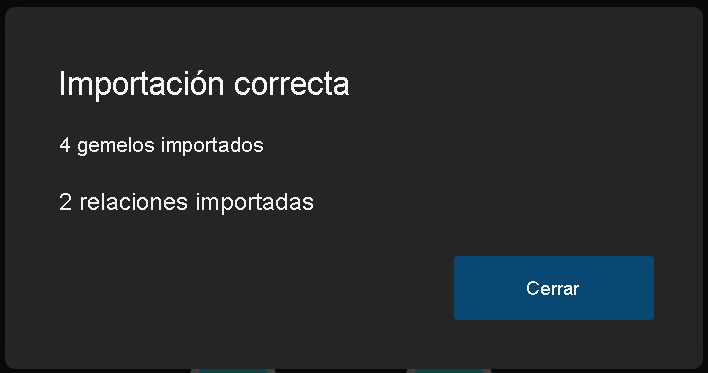 Importación correcta
4 gemelos importados
2 relaciones importadas
Cerrar